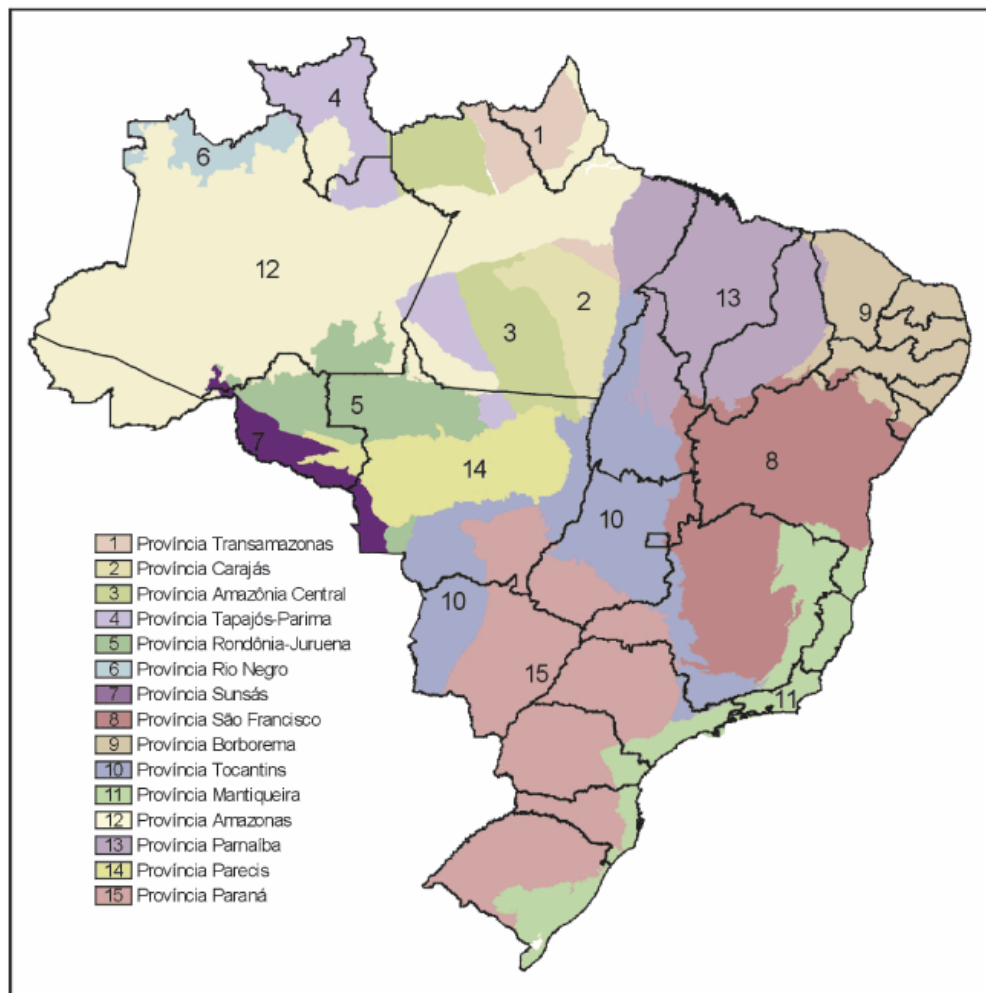 4
1
6
12
2
13
9
3
5
7
14
8
10
10
15
11
1 Província Transamazonas
2 Província Carajás
3 Província Amazônia Central
4 Província Tapajós-Parima
5 Província Rondônia-Juruena
6 Província Rio Negro
7 Província Sunsás
8 Província São Francisco
9 Província Borborema
10 Província Tocantins
11 Província Mantiqueira
12 Província Amazonas
13 Província Parnaíba
14 Província Parecis
15 Província Paraná